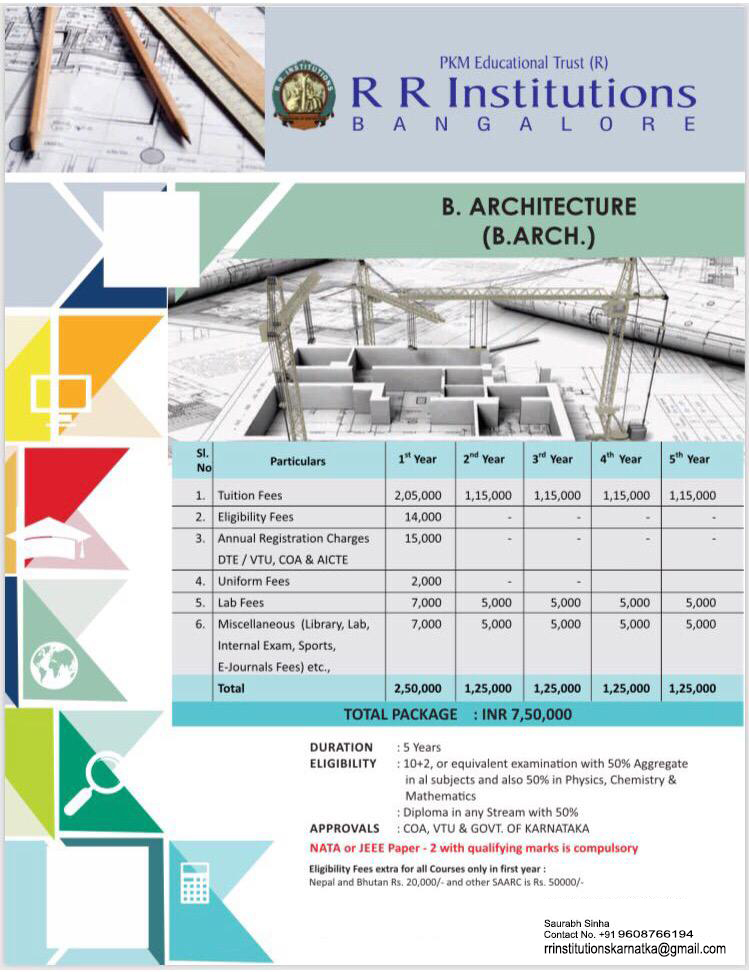 PKM Educational Trust (R)
R R Institutions
BANGALORE
B. ARCHITECTURE
(B.ARCH.)
Sl. No Particulars 1st Year 2nd Year 3rd Year 4th Year 5th Year
1. Tuition Fees 2,05,000 1,15,000 1,15,000 1,15,000 1,15,000
2. Eligibility Fees 14,000 - - - -
3. Annual Registration Charges 15,000 - - - -
DTE / VTU, COA & AICTE
4. Uniform Fees 2,000 - -
5. Lab Fees 7,000 5,000 5,000 5,000 5,000
6. Miscellaneous (Library, Lab, 7,000 5,000 5,000 5,000 5,000
Internal Exam, Sports,
E-Journals Fees) etc.,
Total 2,50,000 1,25,000 1,25,000 1,25,000 1,25,000
TOTAL PACKAGE : INR 7,50,000
DURATION : 5 Years
ELIGIBILITY : 10+2, or equivalent examination with 50% Aggregate
in al subjects and also 50% in Physics, Chemistry &
Mathematics
: Diploma in any Stream with 50%
APPROVALS : COA, VTU & GOVT. OF KARNATAKA
NATA or JEEE Paper - 2 with qualifying marks is compulsory
Eligibility Fees extra for all Courses only in first year :
Nepal and Bhutan Rs. 20,000/- and other SAARC is Rs. 50000/-
Saurabh Sinha
Contact No. +91 9608766194
rrinstitutionskarnatka@gmail.com